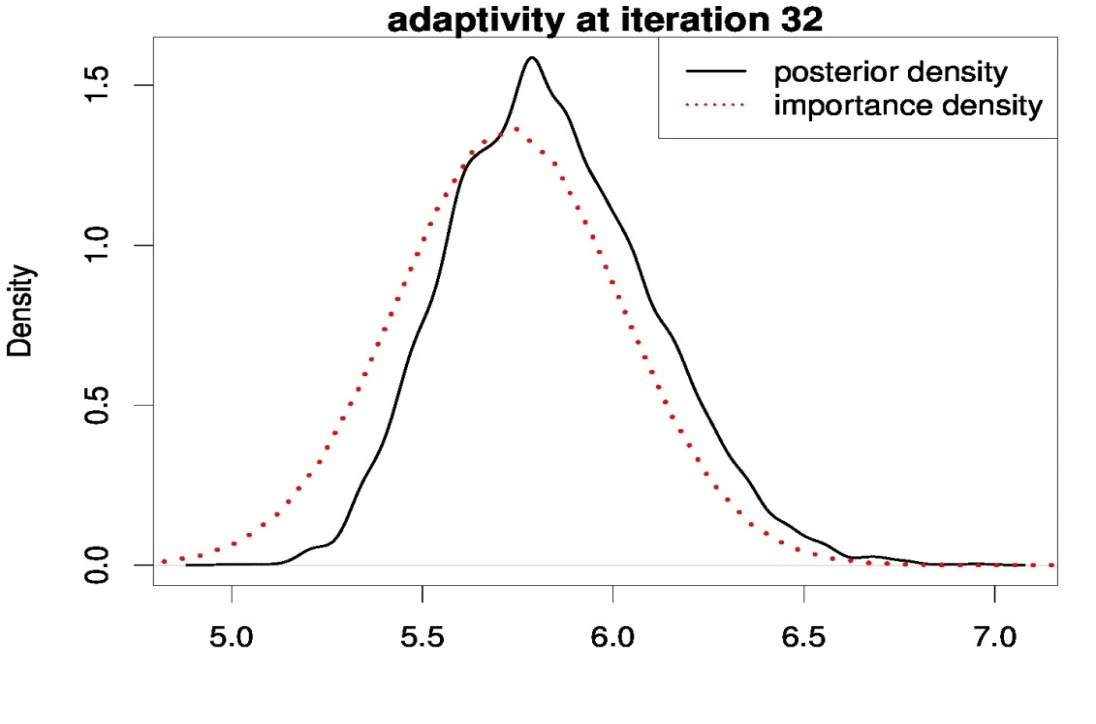 adaptivity at iteration 32
posterior density
importance density
Density
1.5
1.0
0.5
0.0
5.0 5.5 6.0 6.5 7.0